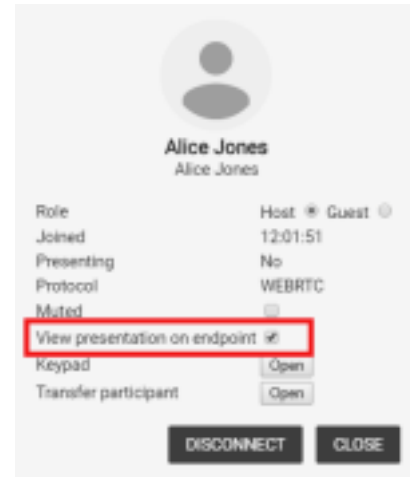 Alice Jones
Alice Jones
Role Host Guest
Joined 12:01:51
Presenting No
Protocol WEBRTC
Muted
View presentation on endpoint
Keypad Open
Transfer participant Open
DISCONNECT CLOSE